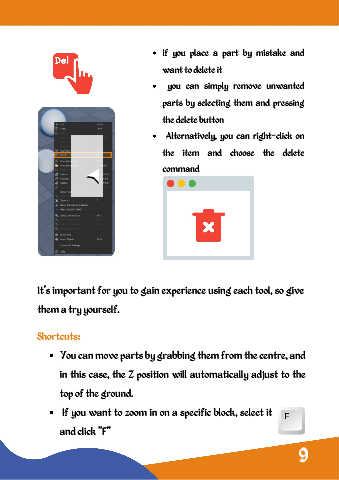 Del
If you place a part by mistake and
want to delete it
you can simply remove unwanted
parts by selecting them and pressing
the delete button
Alternatively, you can right-click on
the item and choose the delete
command
It's important for you to gain experience using each tool, so give
them a try yourself.
Shortcuts:
You can move parts by grabbing them from the centre, and
in this case, the Z position will automatically adjust to the
top of the ground.
If you want to zoom in on a specific block, select it
and click "F"
F
9